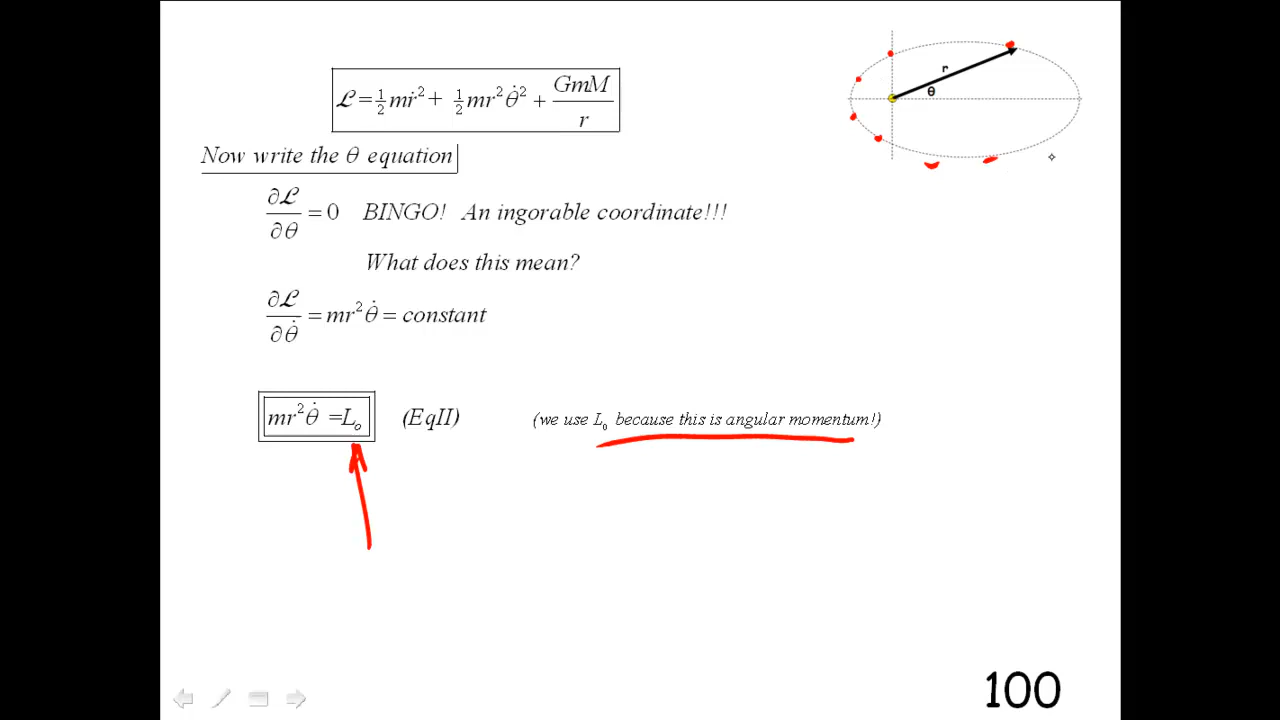 ℒ = ½mṙ² + ½mr²θ̇² + GmM/r
r
θ
Now write the θ equation
∂ℒ/∂θ = 0 BINGO! An ingorable coordinate!!!
What does this mean?
∂ℒ/∂θ̇ = mr²θ̇ = constant
mr²θ̇ = Lₒ (EqII) (we use L₀ because this is angular momentum!)
100